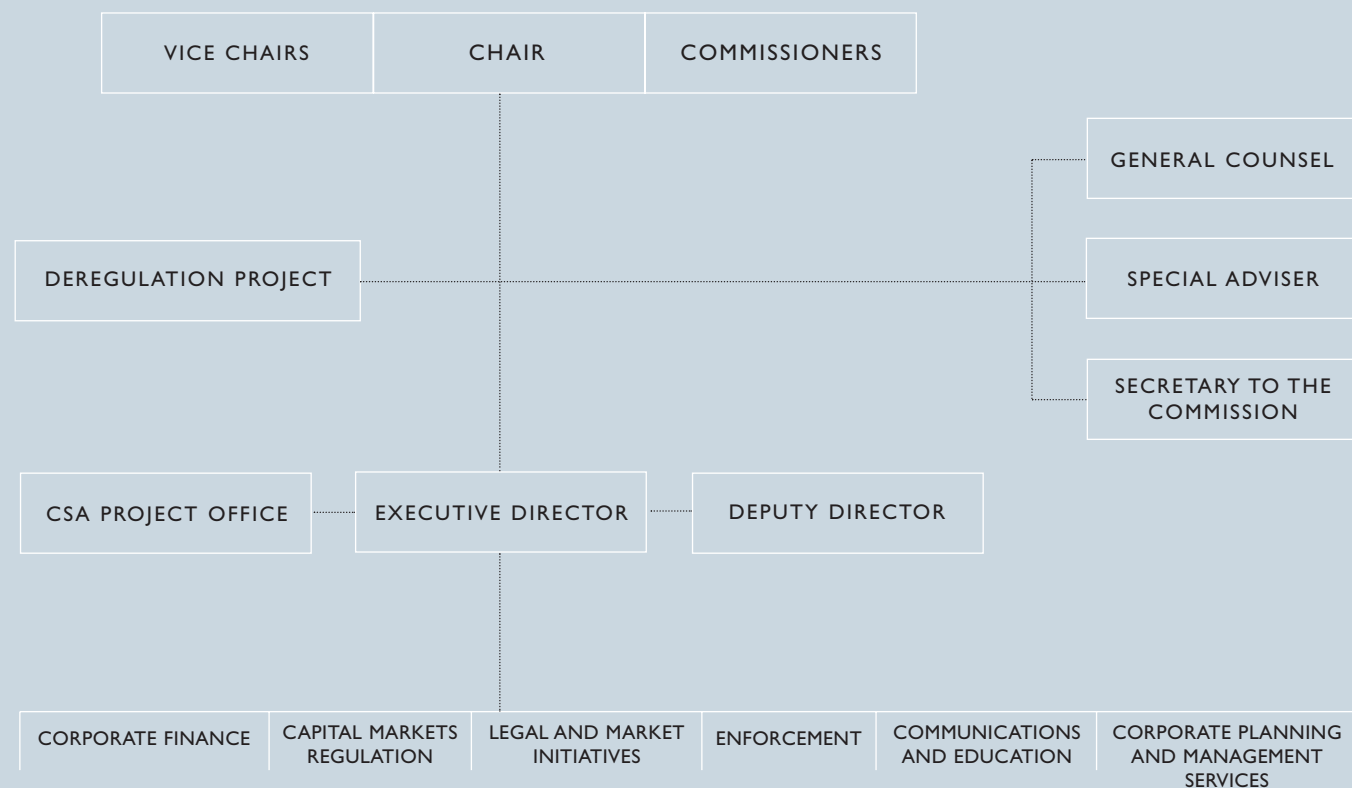 VICE CHAIRS
CHAIR
COMMISSIONERS
GENERAL COUNSEL
DEREGULATION PROJECT
SPECIAL ADVISER
SECRETARY TO THE
COMMISSION
CSA PROJECT OFFICE
EXECUTIVE DIRECTOR
DEPUTY DIRECTOR
CORPORATE FINANCE
CAPITAL MARKETS
REGULATION
LEGAL AND MARKET
INITIATIVES
ENFORCEMENT
COMMUNICATIONS
AND EDUCATION
CORPORATE PLANNING
AND MANAGEMENT
SERVICES